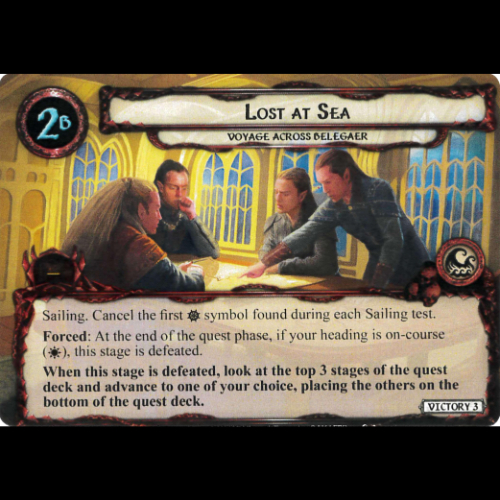 2B
LOST AT SEA
VOYAGE ACROSS BELEGAER
Sailing. Cancel the first symbol found during each Sailing test.
Forced: At the end of the quest phase, if your heading is on-course
(☀), this stage is defeated.
When this stage is defeated, look at the top 3 stages of the quest
deck and advance to one of your choice, placing the others on the
bottom of the quest deck.
VICTORY 3